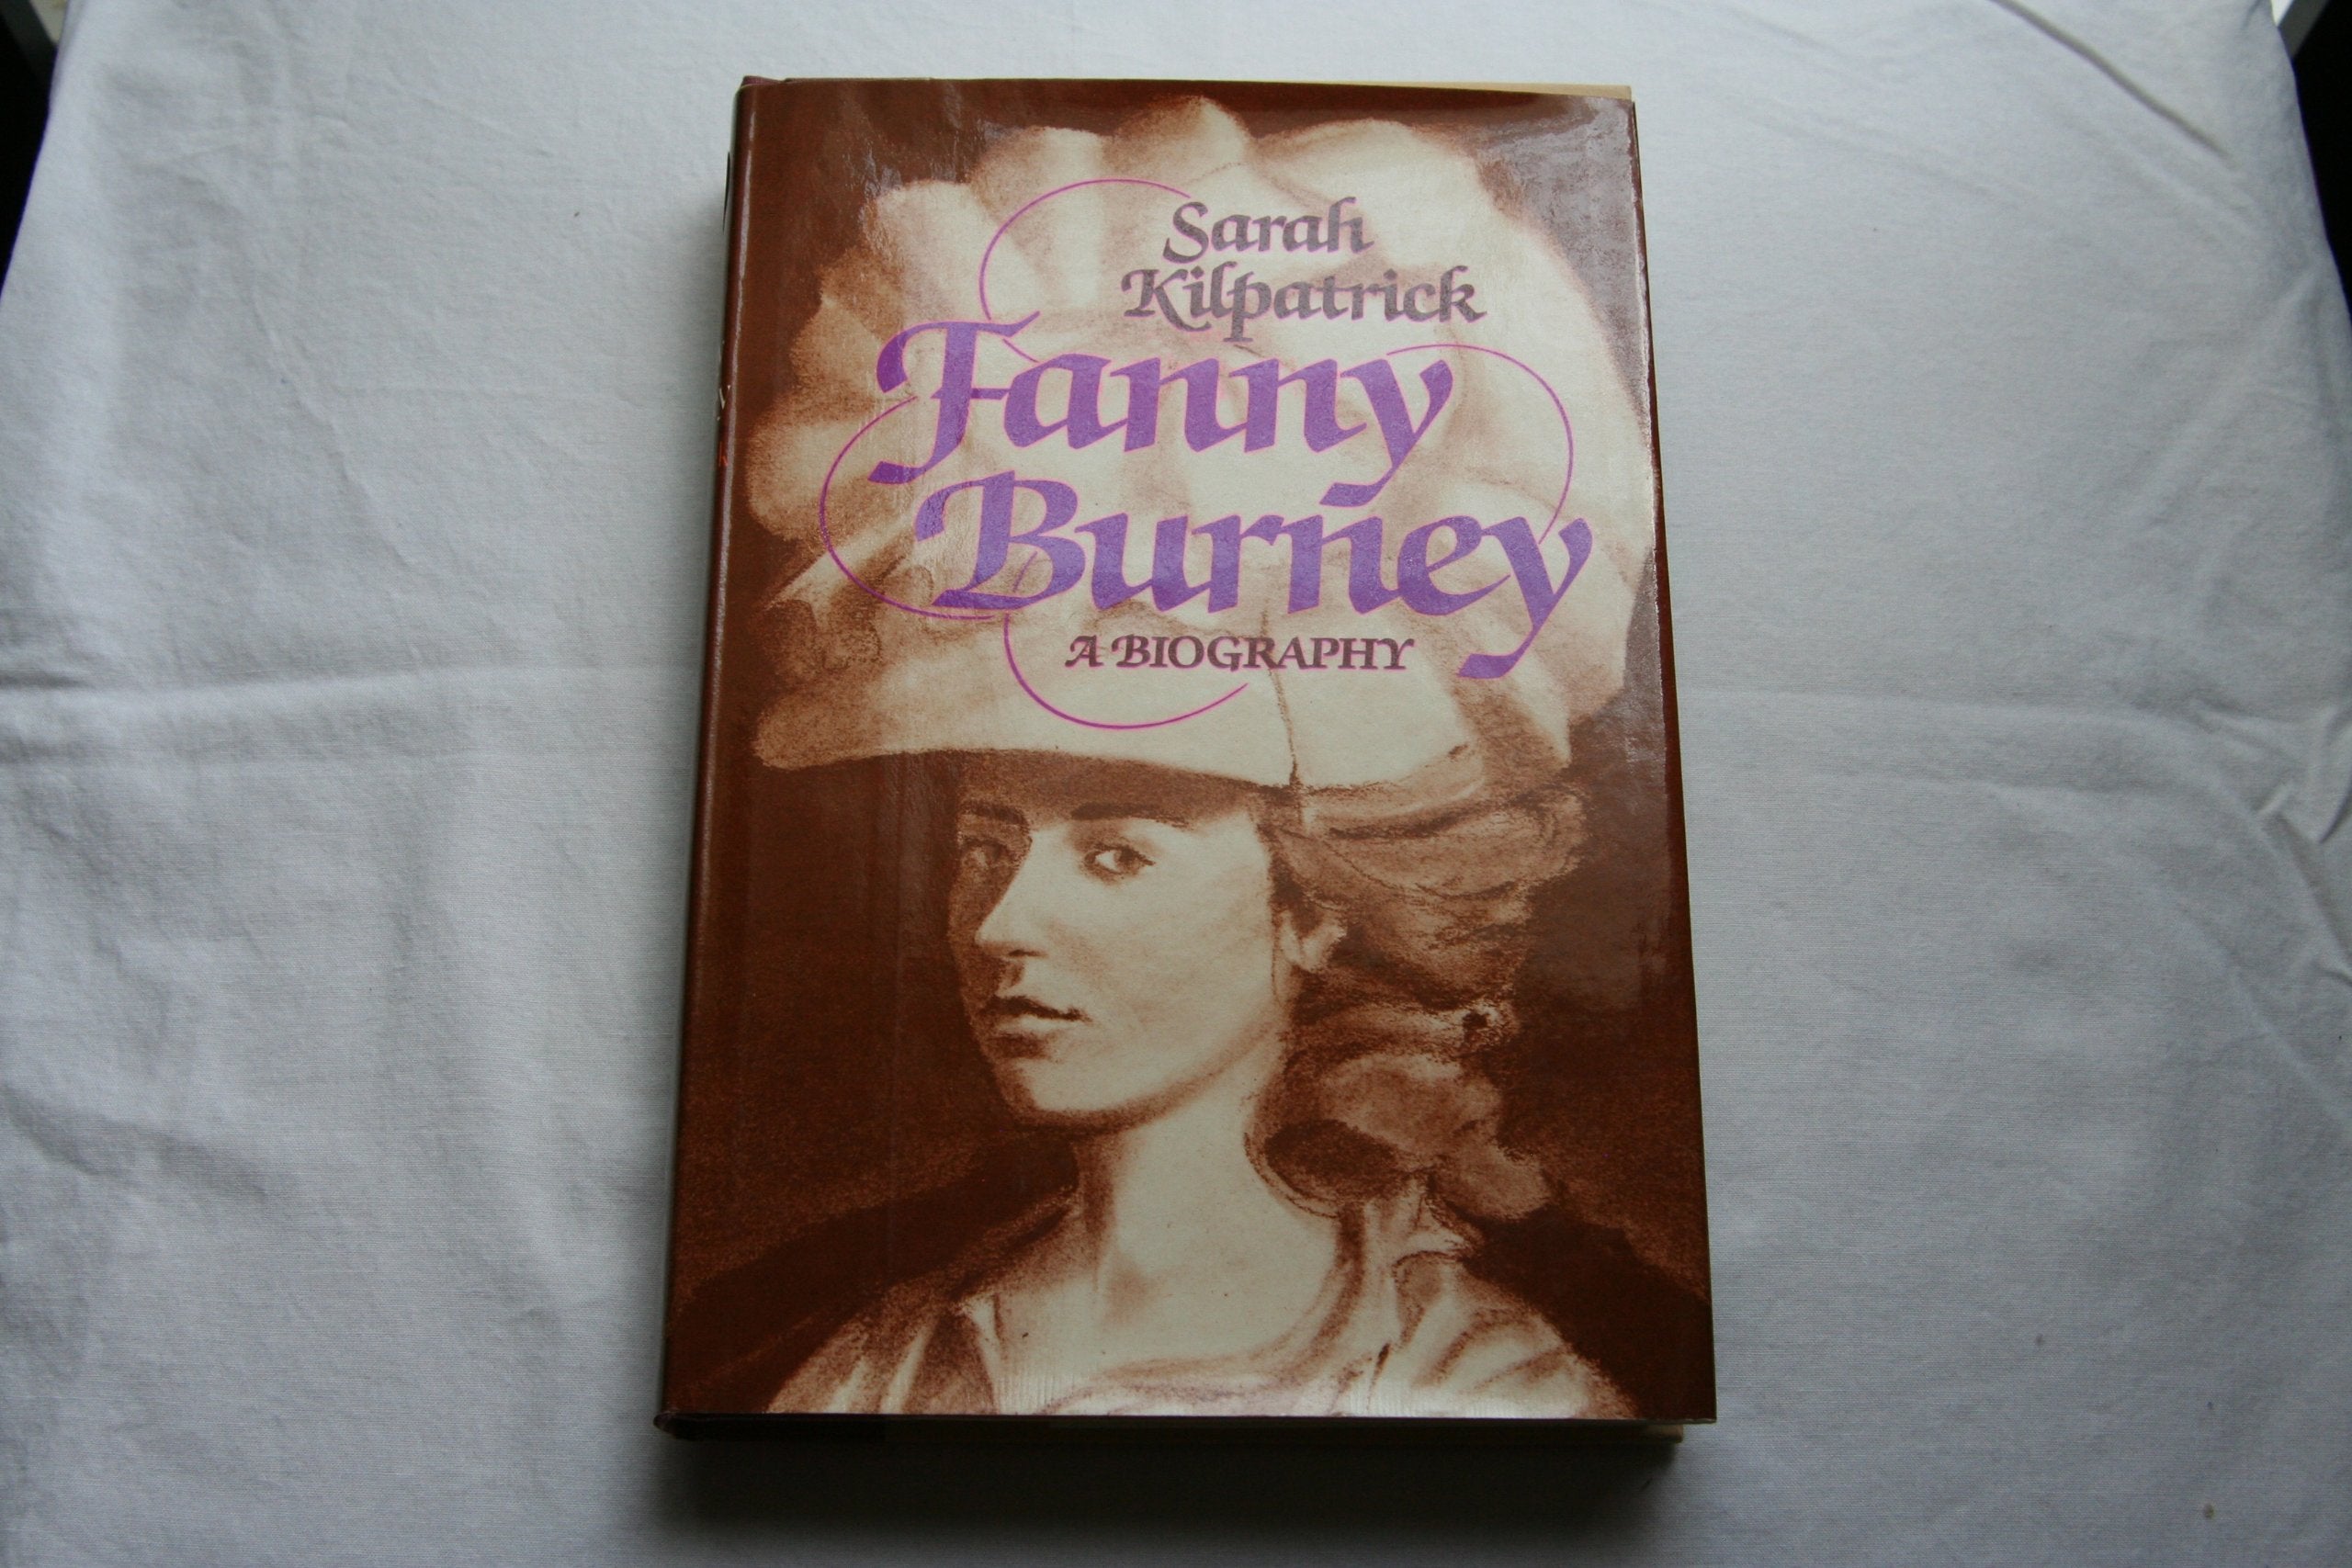 Sarah
Kilpatrick
Fanny
Burney
A BIOGRAPHY